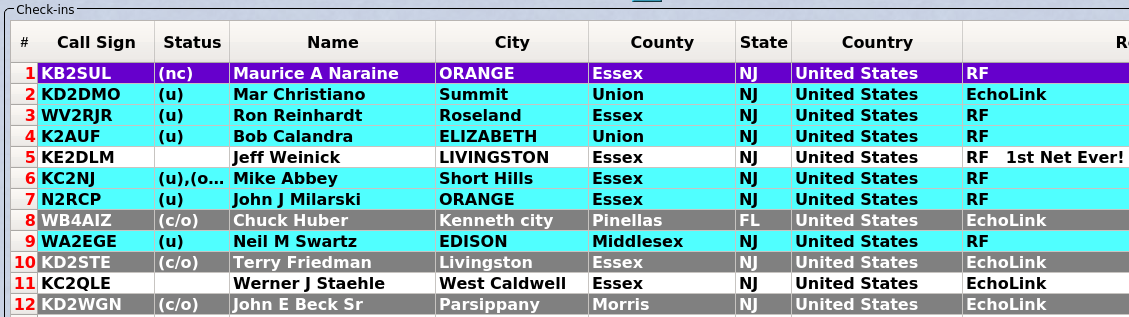 Check-ins
# Call Sign Status Name City County State Country R
1 KB2SUL (nc) Maurice A Naraine ORANGE Essex NJ United States RF
2 KD2DMO (u) Mar Christiano Summit Union NJ United States EchoLink
3 WV2RJR (u) Ron Reinhardt Roseland Essex NJ United States RF
4 K2AUF (u) Bob Calandra ELIZABETH Union NJ United States RF
5 KE2DLM Jeff Weinick LIVINGSTON Essex NJ United States RF 1st Net Ever!
6 KC2NJ (u),(o... Mike Abbey Short Hills Essex NJ United States RF
7 N2RCP (u) John J Milarski ORANGE Essex NJ United States RF
8 WB4AIZ (c/o) Chuck Huber Kenneth city Pinellas FL United States EchoLink
9 WA2EGE (u) Neil M Swartz EDISON Middlesex NJ United States RF
10 KD2STE (c/o) Terry Friedman Livingston Essex NJ United States EchoLink
11 KC2QLE Werner J Staehle West Caldwell Essex NJ United States EchoLink
12 KD2WGN (c/o) John E Beck Sr Parsippany Morris NJ United States EchoLink